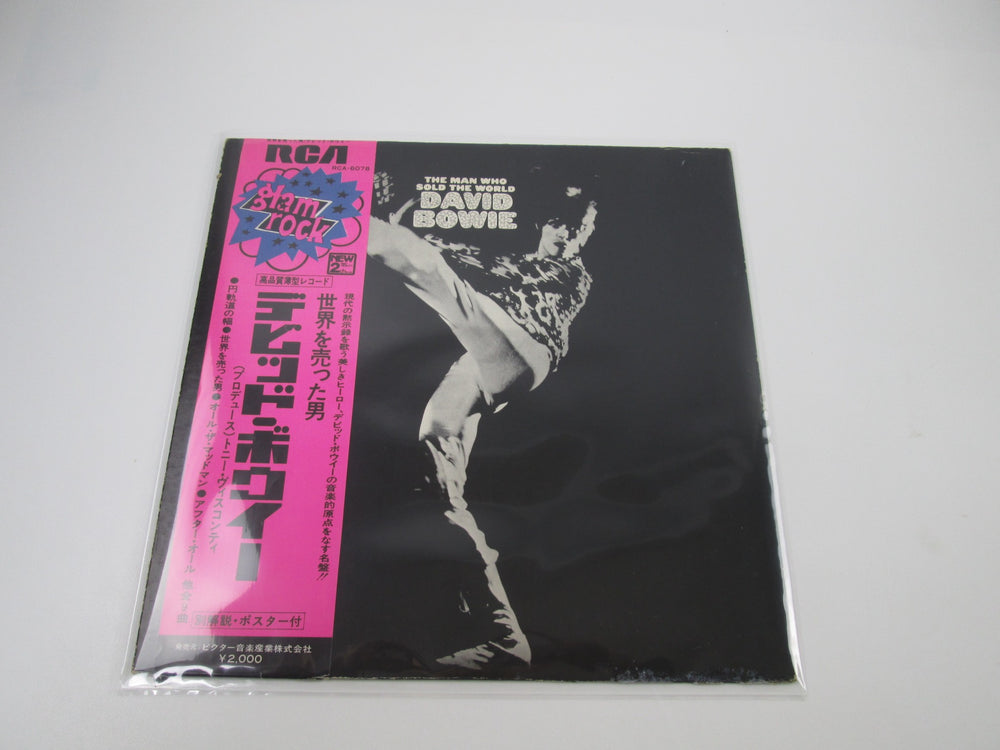 RCA
RCA-6078
glam
rock
NEW
2
高品質薄型レコード
現代の黙示録を歌う美しきヒーロー、デビッド・ボウイーの音楽的原点をなす名盤!!
世界を売った男
デビッド・ボウイー
(プロデュース)トニー・ヴィスコンティ
●円軌道の幅●世界を売った男●オール・ザ・マッドマン●アフター・オール 他全9曲
別解説・ポスター付
発売元:ビクター音楽産業株式会社
¥2,000
THE MAN WHO
SOLD THE WORLD
DAVID
BOWIE